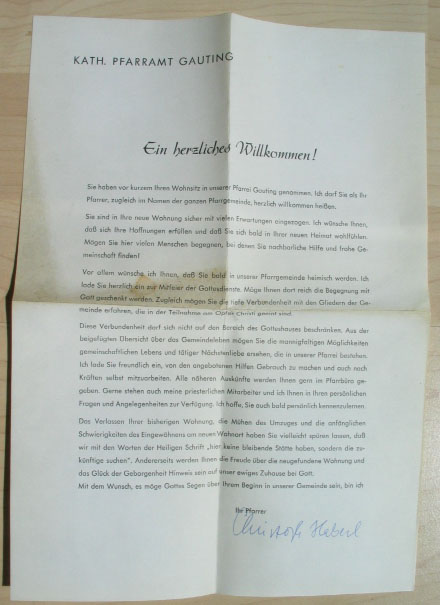 KATH. PFARRAMT GAUTING
Ein herzliches Willkommen!
Sie haben vor kurzem Ihren Wohnsitz in unserer Pfarrei Gauting genommen. Ich darf Sie als Ihr
Pfarrer, zugleich im Namen der ganzen Pfarrgemeinde, herzlich willkommen heißen.
Sie sind in Ihre neue Wohnung sicher mit vielen Erwartungen eingezogen. Ich wünsche Ihnen,
daß sich Ihre Hoffnungen erfüllen und daß Sie sich bald in Ihrer neuen Heimat wohlfühlen.
Mögen Sie hier vielen Menschen begegnen, bei denen Sie nachbarliche Hilfe und frohe Ge-
meinschaft finden!
Vor allem wünsche ich Ihnen, daß Sie bald in unserer Pfarrgemeinde heimisch werden. Ich
lade Sie herzlich ein zur Mitfeier der Gottesdienste. Möge Ihnen dort reich die Begegnung mit
Gott geschenkt werden. Zugleich mögen Sie die tiefe Verbundenheit mit den Gliedern der Ge-
meinde erfahren, die in der Teilnahme am Opfer Christi geeint sind.
Diese Verbundenheit darf sich nicht auf den Bereich des Gotteshauses beschränken. Aus der
beigefügten Übersicht über das Gemeindeleben mögen Sie die mannigfaltigen Möglichkeiten
gemeinschaftlichen Lebens und tätiger Nächstenliebe ersehen, die in unserer Pfarrei bestehen.
Ich lade Sie freundlich ein, von den angebotenen Hilfen Gebrauch zu machen und auch nach
Kräften selbst mitzuarbeiten. Alle näheren Auskünfte werden Ihnen gern im Pfarrbüro ge-
geben. Gerne stehen auch meine priesterlichen Mitarbeiter und ich Ihnen in Ihren persönlichen
Fragen und Angelegenheiten zur Verfügung. Ich hoffe, Sie auch bald persönlich kennenzulernen.
Das Verlassen Ihrer bisherigen Wohnung, die Mühen des Umzuges und die anfänglichen
Schwierigkeiten des Eingewöhnens am neuen Wohnort haben Sie vielleicht spüren lassen, daß
wir mit den Worten der Heiligen Schrift „hier keine bleibende Stätte haben, sondern die zu-
künftige suchen". Andererseits werden Ihnen die Freude über die neugefundene Wohnung und
das Glück der Geborgenheit Hinweis sein auf unser ewiges Zuhause bei Gott.
Mit dem Wunsch, es möge Gottes Segen über Ihrem Beginn in unserer Gemeinde sein, bin ich
Ihr Pfarrer
Christoph Haberl